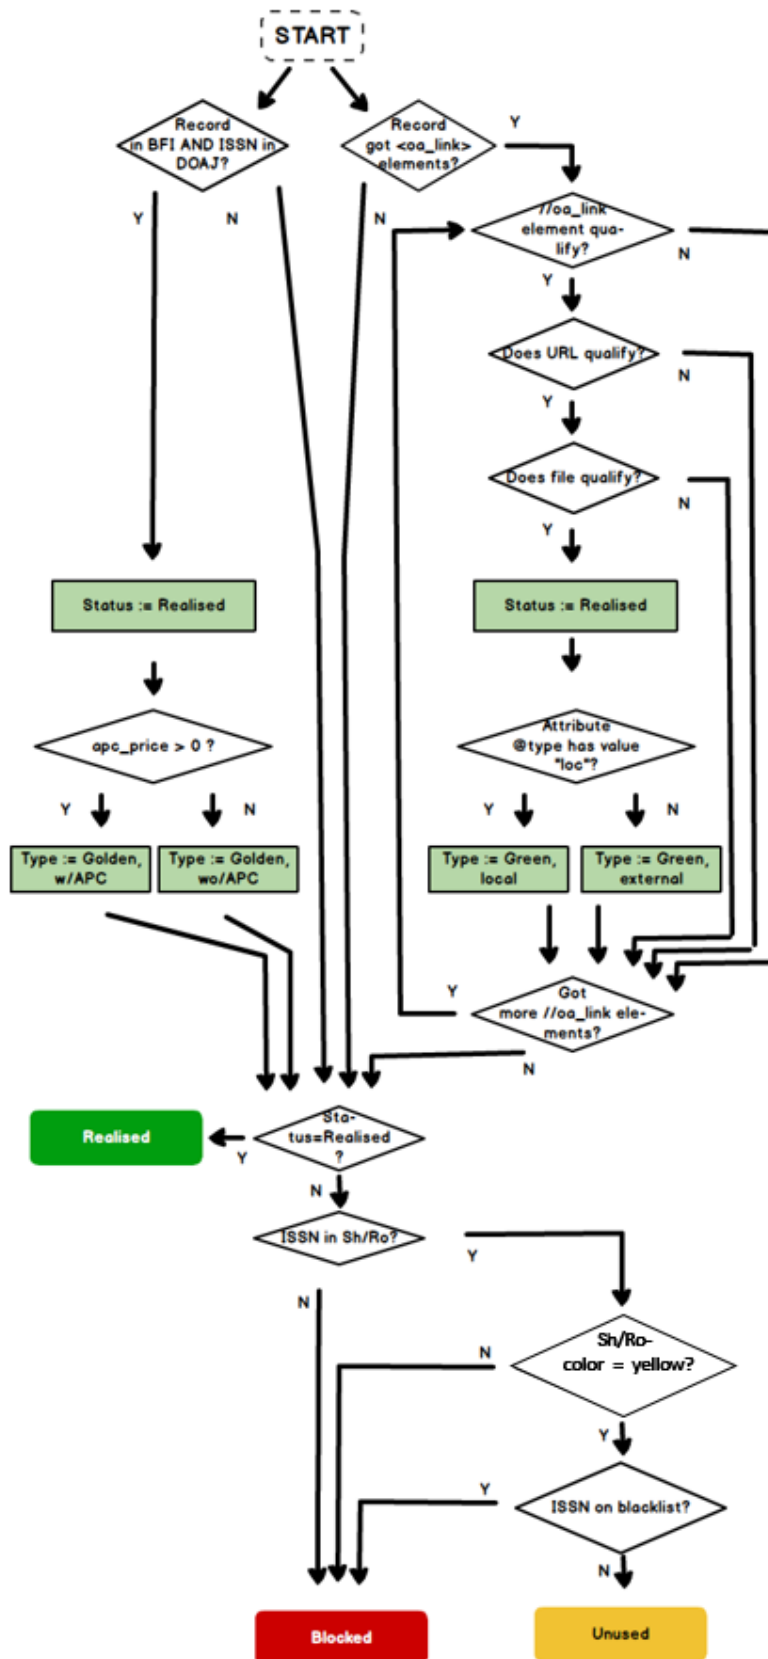 START
Record
in BFI AND ISSN in
DOAJ?
Record
got <oa_link>
elements?
Y
Y
N
N
//oa_link
element qua-
lify?
N
Y
Does URL qualify?
N
Y
Does file qualify?
N
Y
Status := Realised
Status := Realised
apc_price > 0 ?
Attribute
@type has value
"loc"?
Y
N
Y
N
Type := Golden,
w/APC
Type := Golden,
wo/APC
Type := Green,
local
Type := Green,
external
Y
Got
more //oa_link ele-
ments?
N
Realised
Y
Sta-
tus=Realised
?
N
ISSN in Sh/Ro?
Y
N
Sh/Ro-
color = yellow?
N
Y
Y
ISSN on blacklist?
N
Blocked
Unused